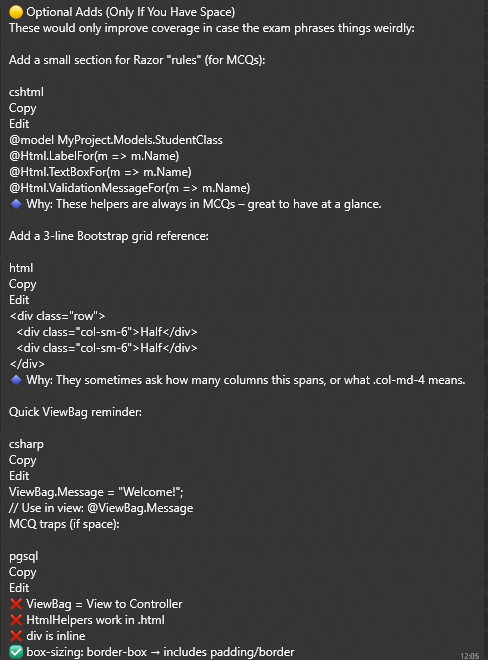 🟡 Optional Adds (Only If You Have Space)
These would only improve coverage in case the exam phrases things weirdly:
Add a small section for Razor "rules" (for MCQs):
cshtml
Copy
Edit
@model MyProject.Models.StudentClass
@Html.LabelFor(m => m.Name)
@Html.TextBoxFor(m => m.Name)
@Html.ValidationMessageFor(m => m.Name)
🔹 Why: These helpers are always in MCQs – great to have at a glance.
Add a 3-line Bootstrap grid reference:
html
Copy
Edit
<div class="row">
  <div class="col-sm-6">Half</div>
  <div class="col-sm-6">Half</div>
</div>
🔹 Why: They sometimes ask how many columns this spans, or what .col-md-4 means.
Quick ViewBag reminder:
csharp
Copy
Edit
ViewBag.Message = "Welcome!";
// Use in view: @ViewBag.Message
MCQ traps (if space):
pgsql
Copy
Edit
❌ ViewBag = View to Controller
❌ HtmlHelpers work in .html
❌ div is inline
✅ box-sizing: border-box → includes padding/border
12:05